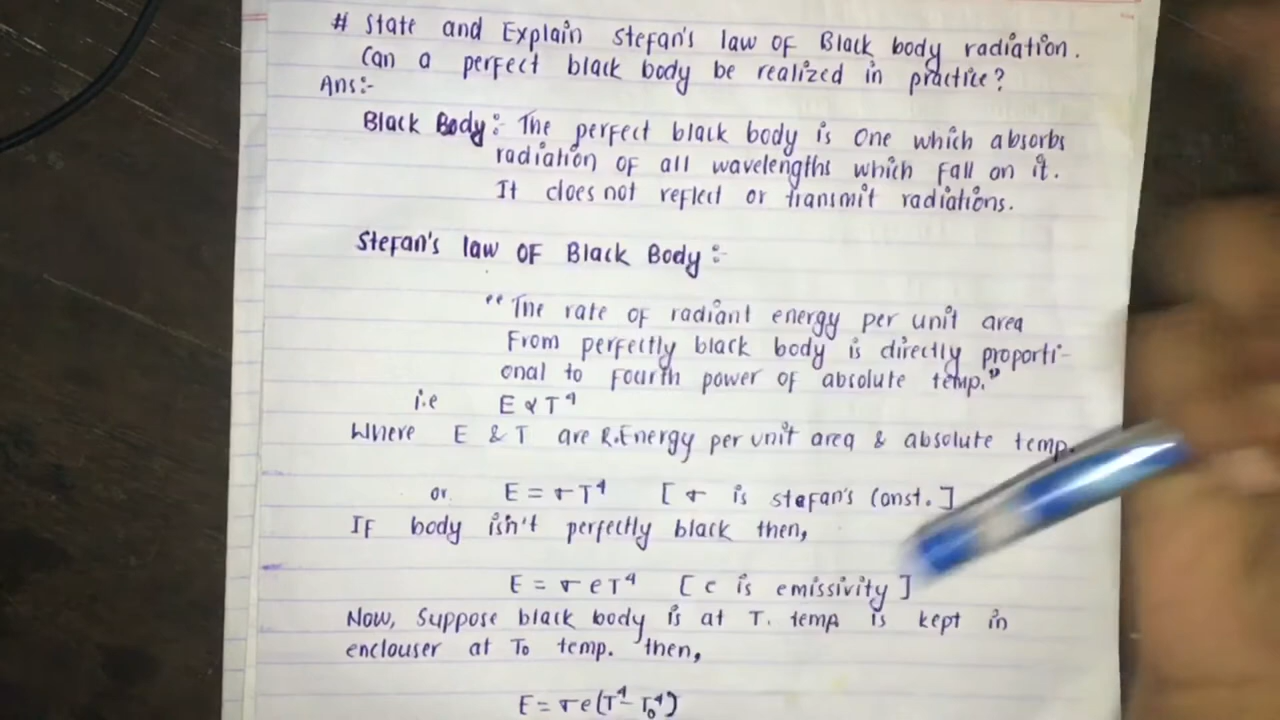 # State and Explain Stefan's law of Black body radiation.
Can a perfect black body be realized in practice?
Ans:-
Black Body:- The perfect black body is one which absorbs
radiation of all wavelengths which fall on it.
It does not reflect or transmit radiations.
Stefan's law of Black Body:-
"The rate of radiant energy per unit area
From perfectly black body is directly proporti-
onal to fourth power of absolute temp."
i.e E ∝ T⁴
Where E & T are R.Energy per unit area & absolute temp.
or E = σT⁴ [σ is stefan's Const.]
If body isn't perfectly black then,
E = σeT⁴ [e is emissivity]
Now, Suppose black body is at T. temp is kept in
enclouser at T₀ temp. then,
E = σe(T⁴ - T₀⁴)